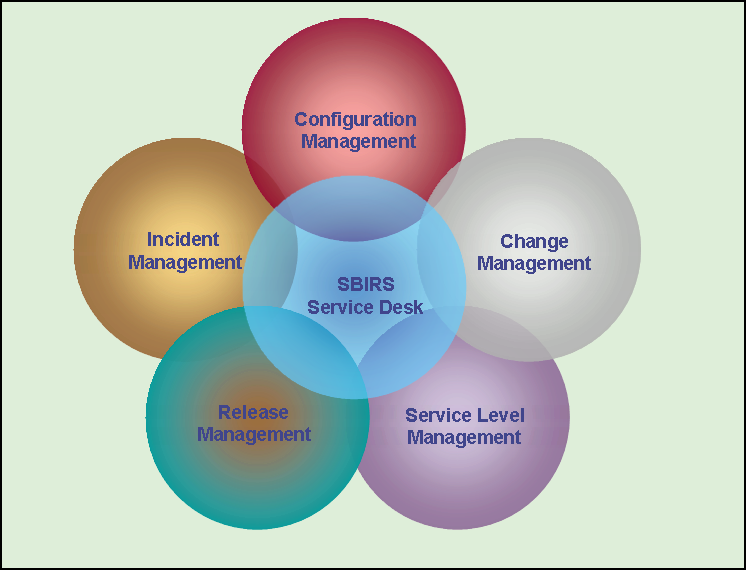 Configuration
Management
Incident
Management
Change
Management
SBIRS
Service Desk
Release
Management
Service Level
Management